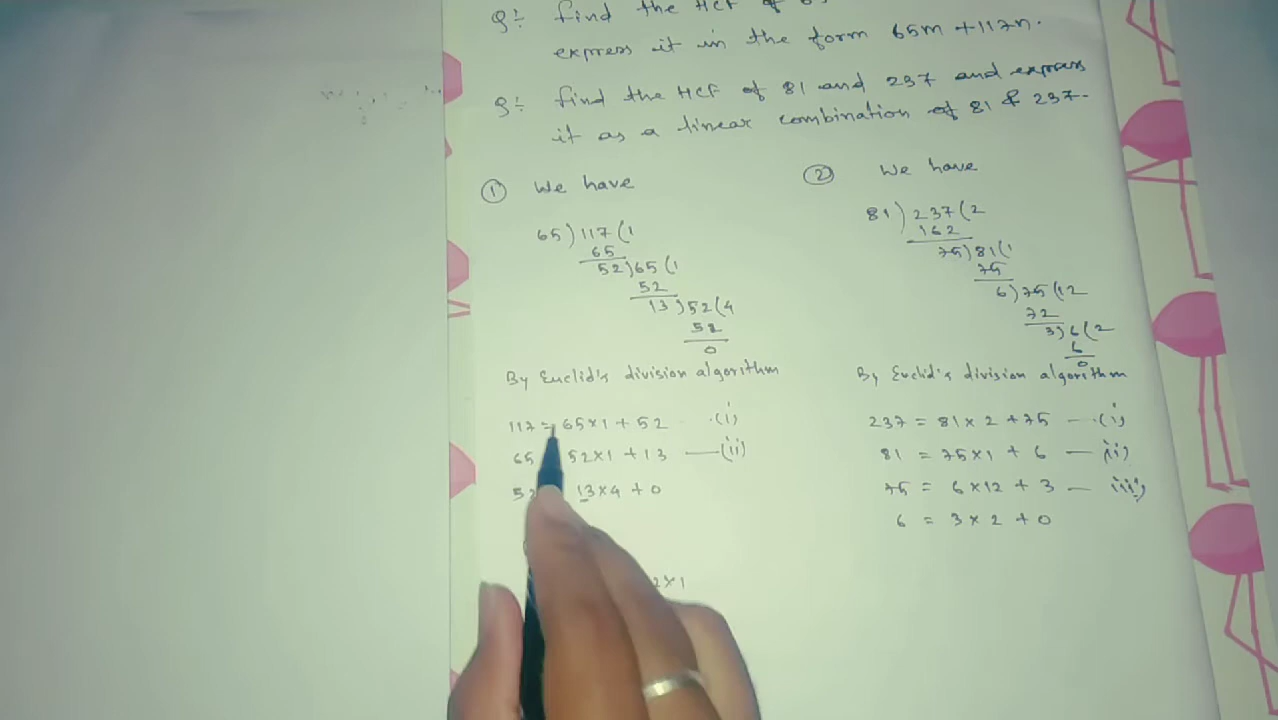 Q:- find the HCF of 65
express it in the form 65m + 117n.
Q:- find the HCF of 81 and 237 and express
it as a linear combination of 81 & 237.
① We have
65 ) 117 ( 1
65
52 ) 65 ( 1
52
13 ) 52 ( 4
52
0
By Euclid's division algorithm
117 = 65 × 1 + 52 (i)
65 52 × 1 + 13 — (ii)
52 13 × 4 + 0
2 × 1
② We have
81 ) 237 ( 2
162
75 ) 81 ( 1
75
6 ) 75 ( 12
72
3 ) 6 ( 2
6
0
By Euclid's division algorithm
237 = 81 × 2 + 75 — (i)
81 = 75 × 1 + 6 — ii)
75 = 6 × 12 + 3 — iii)
6 = 3 × 2 + 0